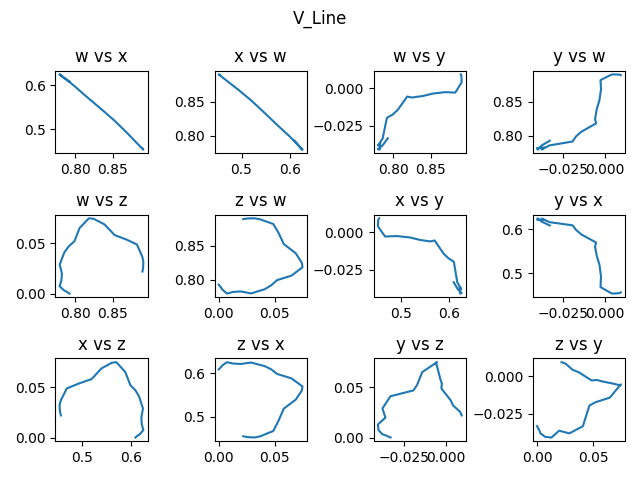 V_Line
w vs x
x vs w
w vs y
y vs w
0.6
0.5
0.80 0.85
0.85
0.80
0.5 0.6
0.000
−0.025
0.80 0.85
0.85
0.80
−0.025 0.000
w vs z
z vs w
x vs y
y vs x
0.05
0.00
0.80 0.85
0.85
0.80
0.00 0.05
0.000
−0.025
0.5 0.6
0.6
0.5
−0.025 0.000
x vs z
z vs x
y vs z
z vs y
0.05
0.00
0.5 0.6
0.6
0.5
0.00 0.05
0.05
0.00
−0.025 0.000
0.000
−0.025
0.00 0.05